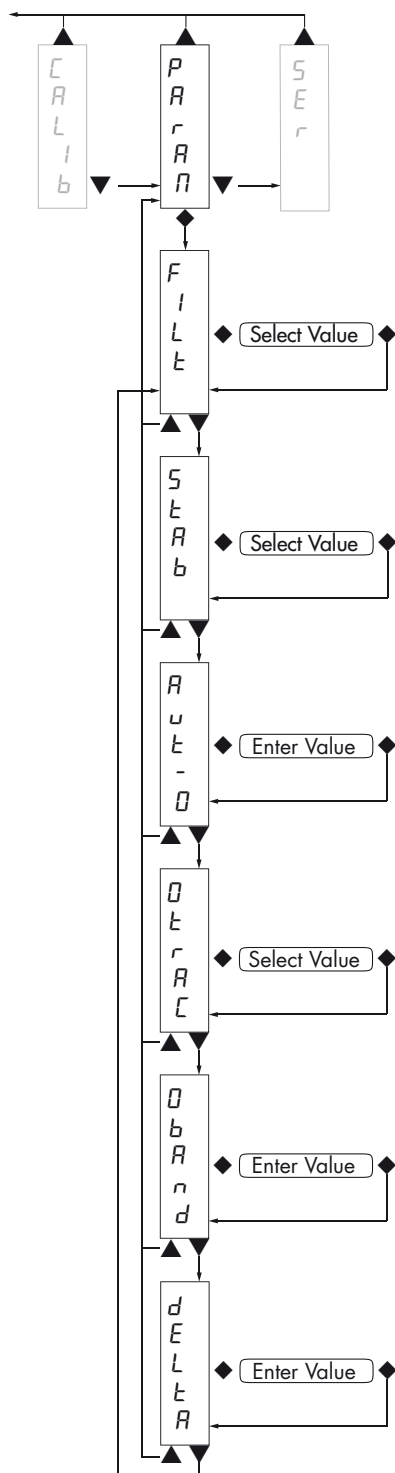 CALIb
PArAM
SEr
FILt
Select Value
StAb
Select Value
Aut-0
Enter Value
0trAC
Select Value
0bAnd
Enter Value
dELtA
Enter Value